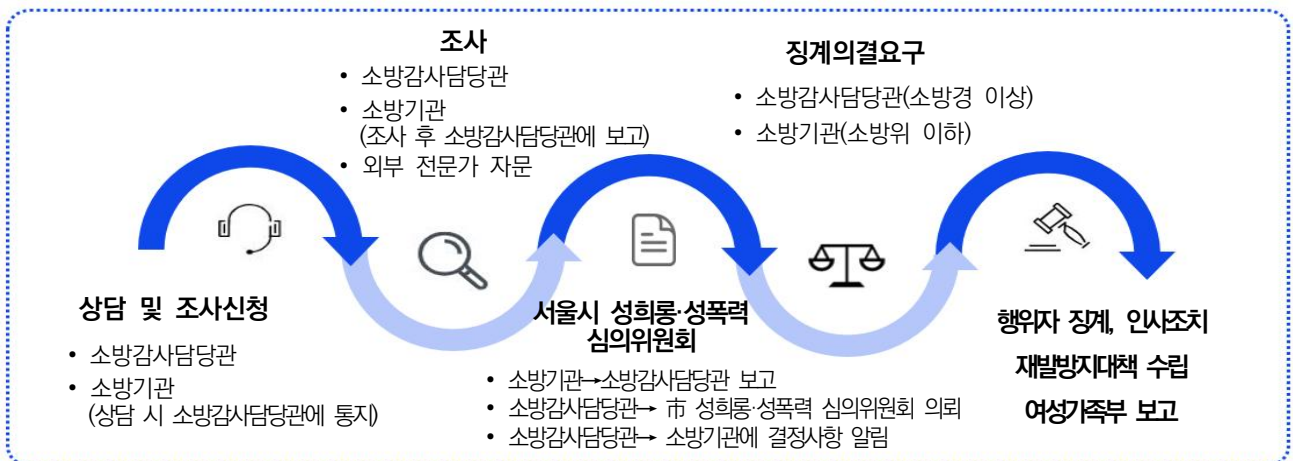 상담 및 조사신청
• 소방감사담당관
• 소방기관
(상담 시 소방감사담당관에 통지)
조사
• 소방감사담당관
• 소방기관
(조사 후 소방감사담당관에 보고)
• 외부 전문가 자문
서울시 성희롱·성폭력
심의위원회
• 소방기관→소방감사담당관 보고
• 소방감사담당관→ 市 성희롱·성폭력 심의위원회 의뢰
• 소방감사담당관→ 소방기관에 결정사항 알림
징계의결요구
• 소방감사담당관(소방경 이상)
• 소방기관(소방위 이하)
행위자 징계, 인사조치
재발방지대책 수립
여성가족부 보고